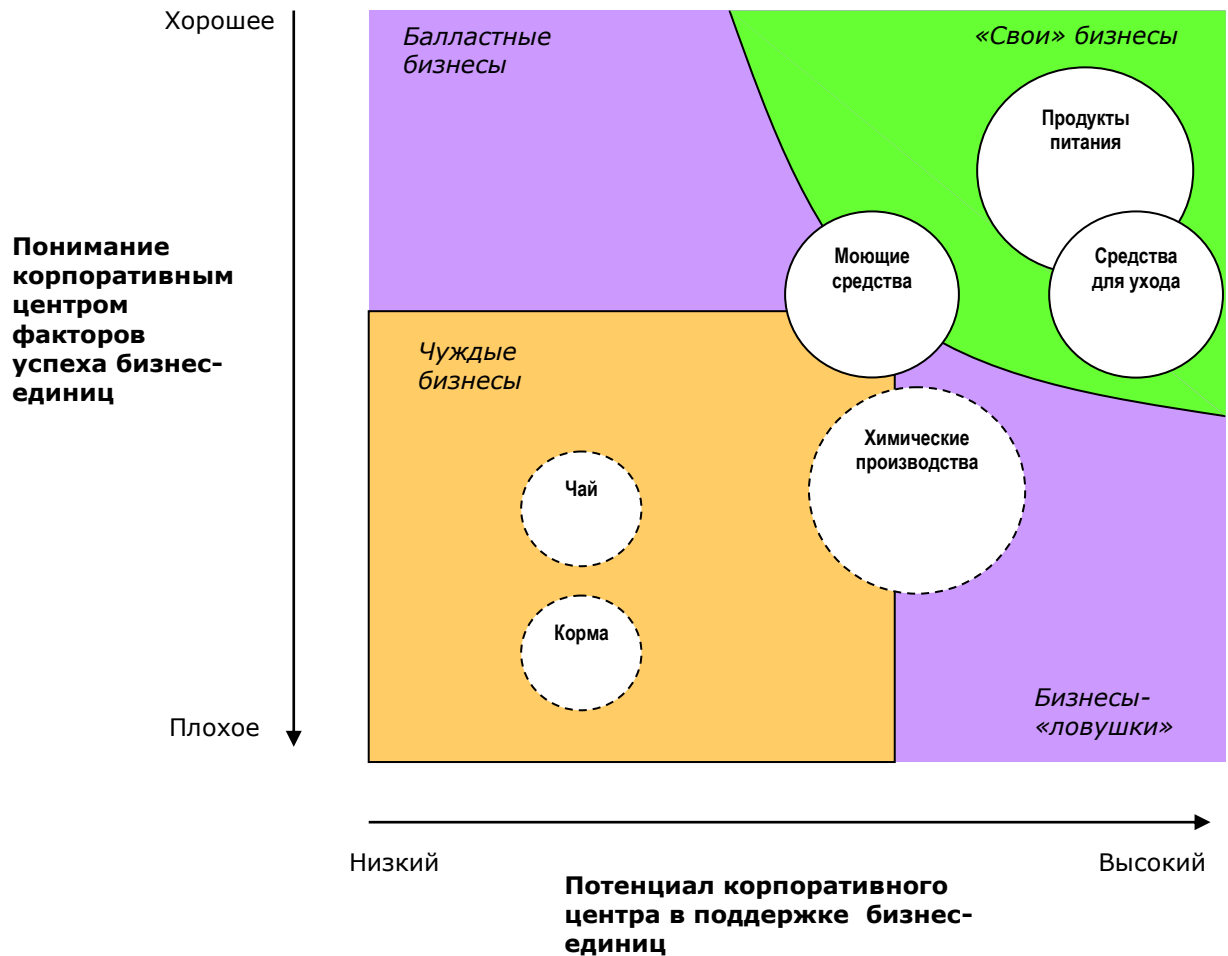 Хорошее
Балластные
бизнесы
«Свои» бизнесы
Продукты
питания
Понимание
корпоративным
центром
факторов
успеха бизнес-
единиц
Моющие
средства
Средства
для ухода
Чуждые
бизнесы
Химические
производства
Чай
Корма
Бизнесы-
«ловушки»
Плохое
Низкий
Высокий
Потенциал корпоративного
центра в поддержке бизнес-
единиц